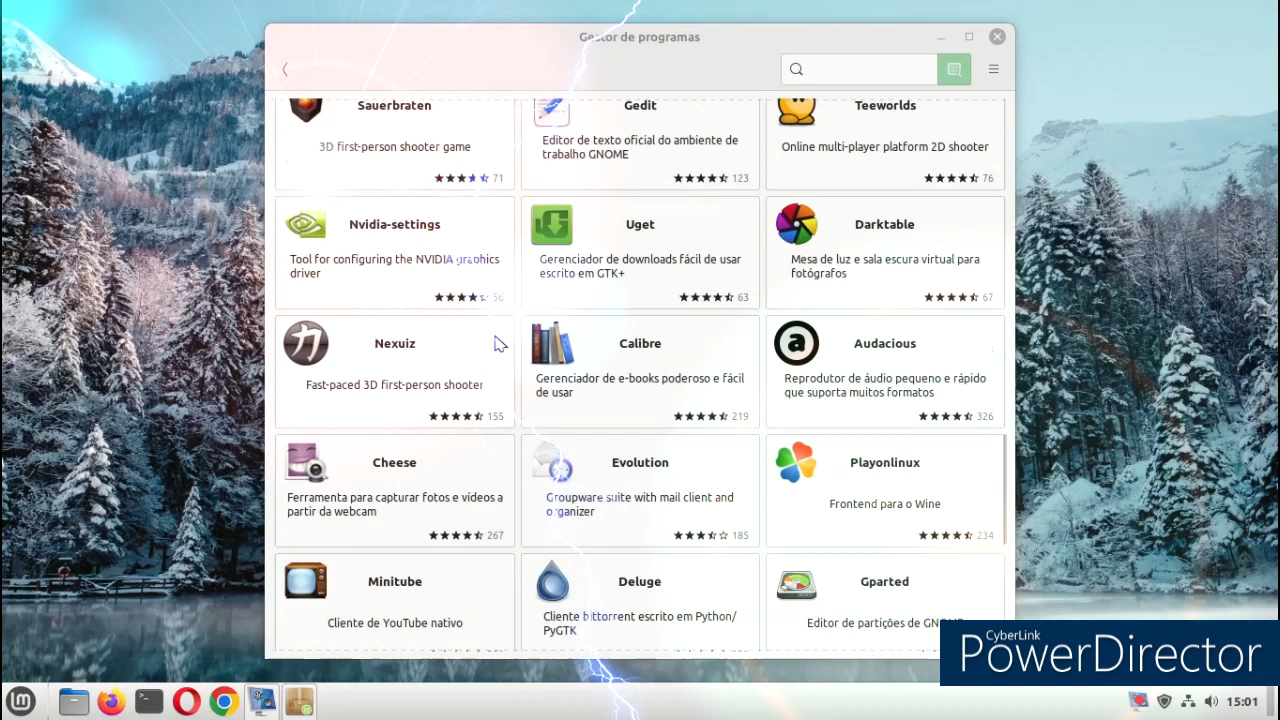 Gestor de programas
Sauerbraten
3D first-person shooter game
71
Gedit
Editor de texto oficial do ambiente de
trabalho GNOME
123
Teeworlds
Online multi-player platform 2D shooter
76
Nvidia-settings
Tool for configuring the NVIDIA graphics
driver
56
Uget
Gerenciador de downloads fácil de usar
escrito em GTK+
63
Darktable
Mesa de luz e sala escura virtual para
fotógrafos
67
Nexuiz
Fast-paced 3D first-person shooter
155
Calibre
Gerenciador de e-books poderoso e fácil
de usar
219
Audacious
Reprodutor de áudio pequeno e rápido
que suporta muitos formatos
326
Cheese
Ferramenta para capturar fotos e vídeos a
partir da webcam
267
Evolution
Groupware suite with mail client and
organizer
185
Playonlinux
Frontend para o Wine
234
Minitube
Cliente de YouTube nativo
Deluge
Cliente bittorrent escrito em Python/
PyGTK
Gparted
Editor de partições de GNOME
CyberLink
PowerDirector
15:01